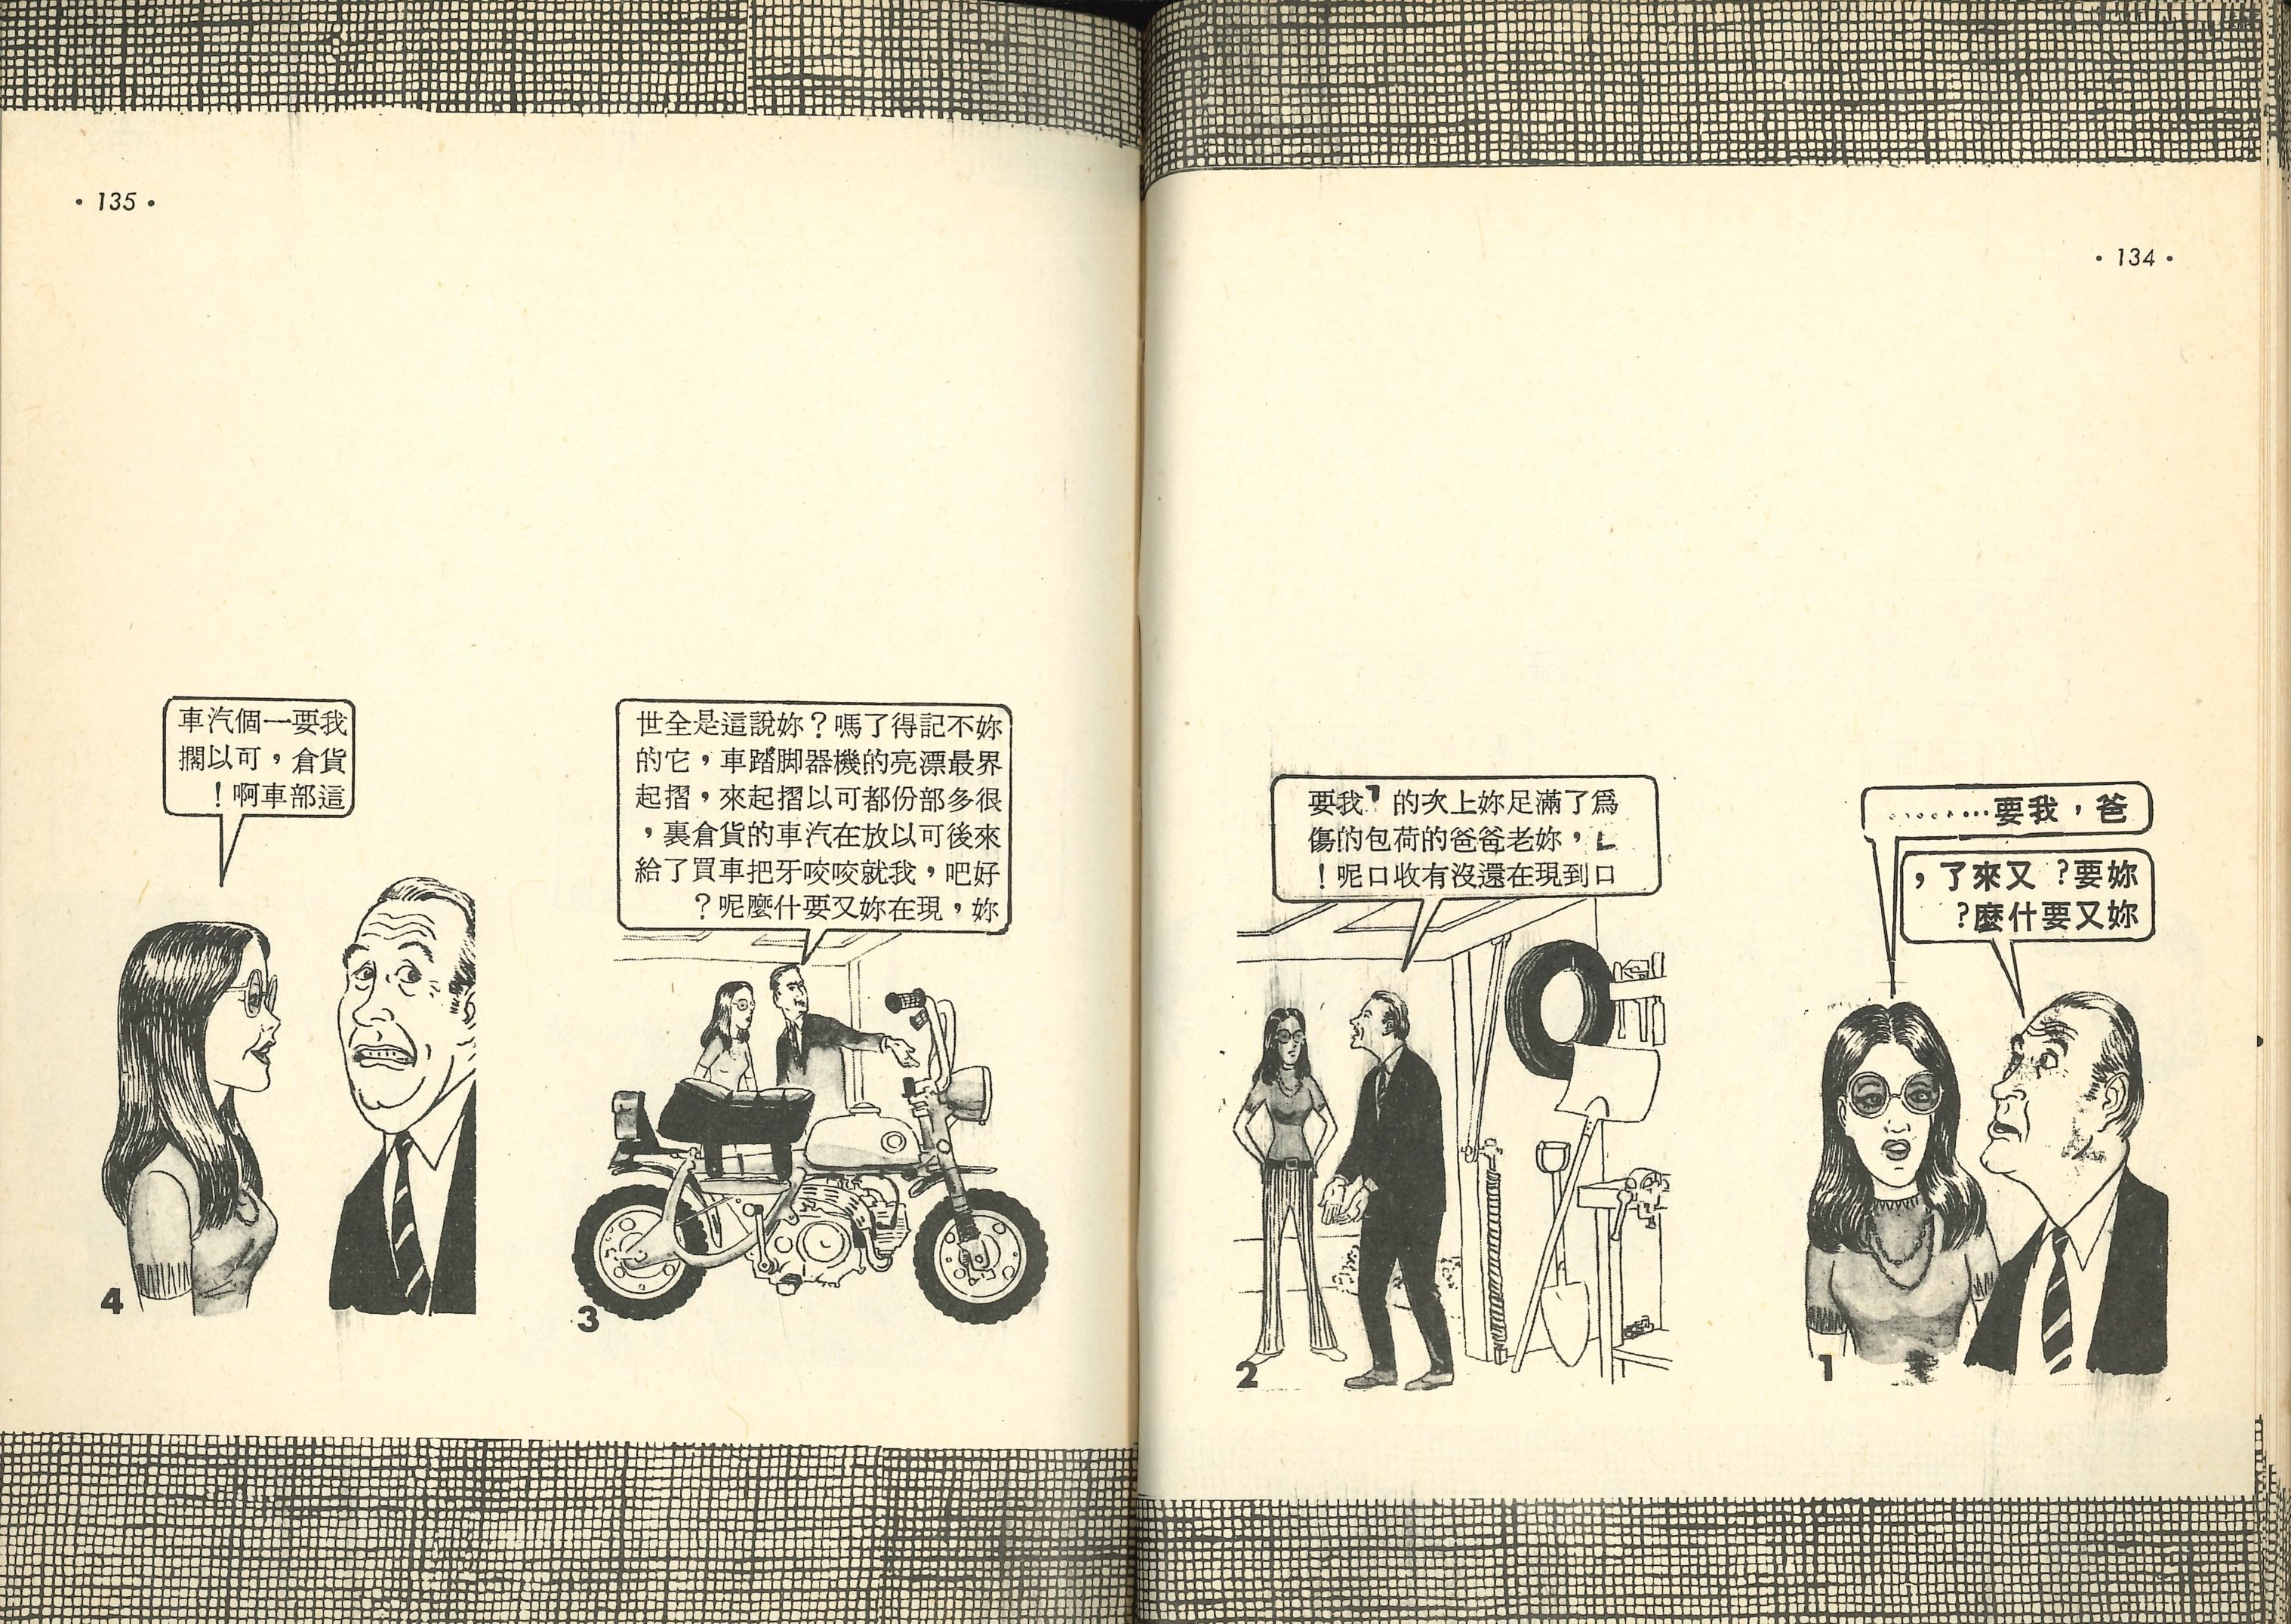 • 134 •
爸，我要………
妳要? 又來了，
妳又要什麼?
1
爲了滿足妳上次的「我要
」，妳老爸爸的荷包的傷
口到現在還沒有收口呢！
2
• 135 •
妳不記得了嗎？妳說這是全世
界最漂亮的機器脚踏車，它的
很多部份都可以摺起來，摺起
來後可以放在汽車的貨倉裏，
好吧，我就咬咬牙把車買了給
妳，現在妳又要什麼呢？
3
我要一個汽車
貨倉，可以擱
這部車啊！
4